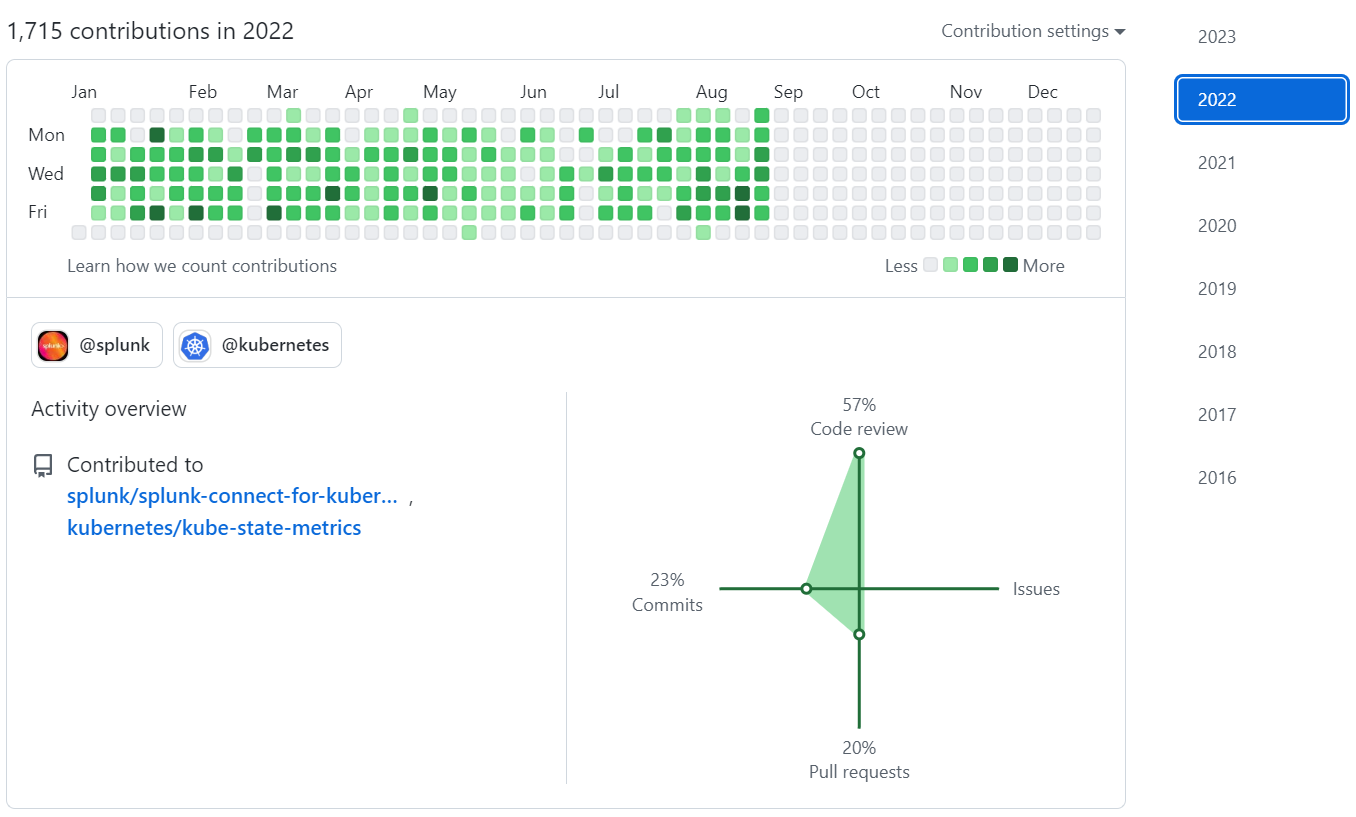 1,715 contributions in 2022
Contribution settings
Jan Feb Mar Apr May Jun Jul Aug Sep Oct Nov Dec
Mon
Wed
Fri
Learn how we count contributions
Less More
@splunk
@kubernetes
Activity overview
Contributed to
splunk/splunk-connect-for-kuber... ,
kubernetes/kube-state-metrics
57%
Code review
23%
Commits
Issues
20%
Pull requests
2023
2022
2021
2020
2019
2018
2017
2016